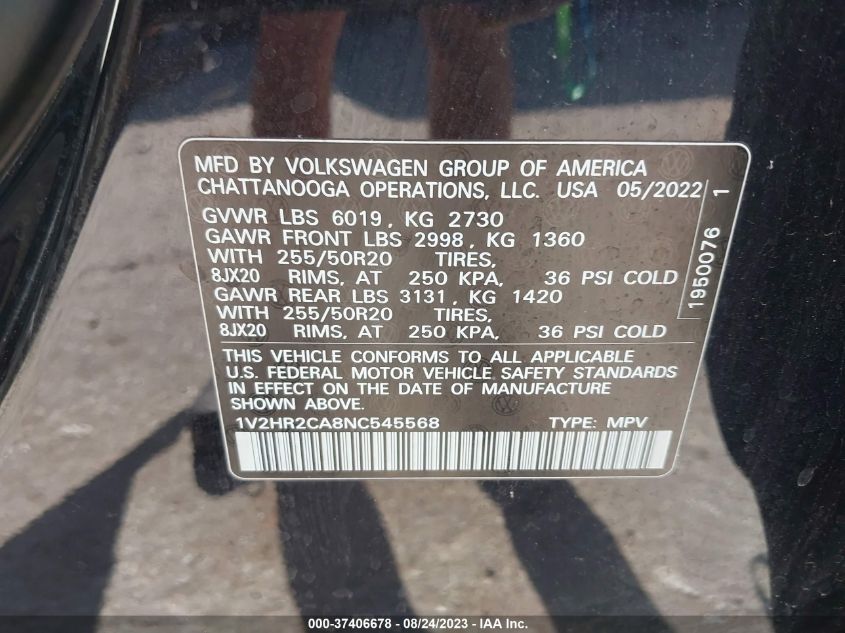 MFD BY VOLKSWAGEN GROUP OF AMERICA
CHATTANOOGA OPERATIONS, LLC. USA 05/2022
GVWR LBS 6019, KG 2730
GAWR FRONT LBS 2998, KG 1360
WITH 255/50R20 TIRES,
8JX20 RIMS, AT 250 KPA, 36 PSI COLD
GAWR REAR LBS 3131, KG 1420
WITH 255/50R20 TIRES,
8JX20 RIMS, AT 250 KPA, 36 PSI COLD
1950076 1
THIS VEHICLE CONFORMS TO ALL APPLICABLE
U.S. FEDERAL MOTOR VEHICLE SAFETY STANDARDS
IN EFFECT ON THE DATE OF MANUFACTURE
SHOWN ABOVE.
1V2HR2CA8NC545568 TYPE: MPV
000-37406678 - 08/24/2023 - IAA Inc.